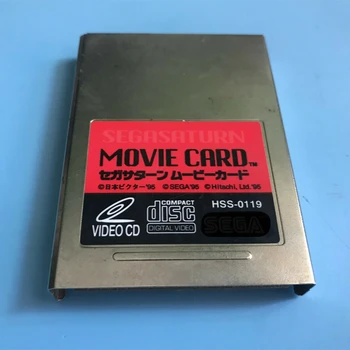 SEGASATURN
MOVIE CARD™
セガサターン ムービーカード
©日本ビクター'95 ©SEGA'95 ©Hitachi, Ltd.'95
VIDEO CD
COMPACT
disc
DIGITAL VIDEO
HSS-0119
SEGA